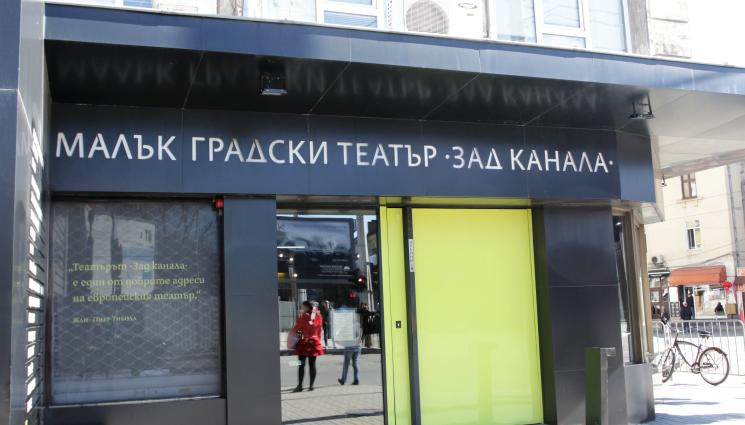 МАЛЪК ГРАДСКИ ТЕАТЪР ·ЗАД КАНАЛА·
„Театърът ·Зад канала·
е един от добрите адреси
на европейския театър.“
Жан-Пиер Тибода